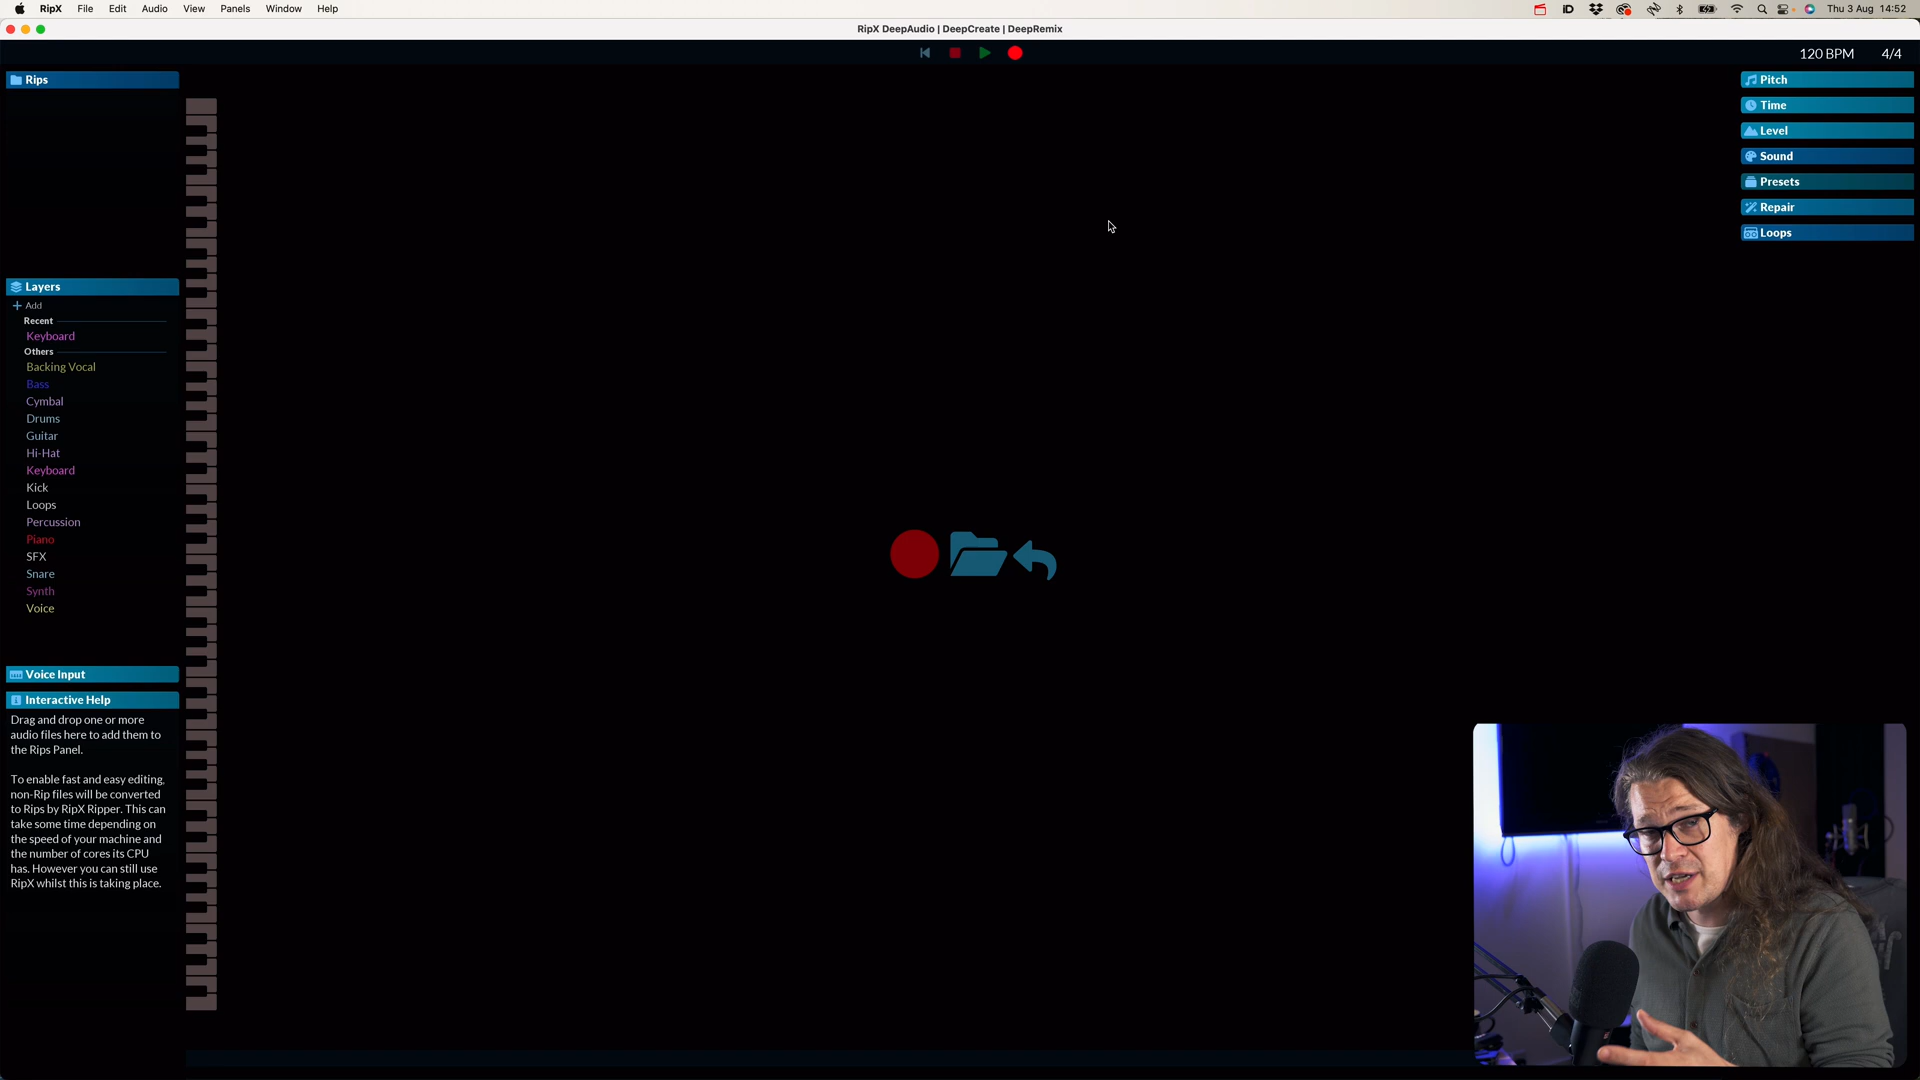 RipX File Edit Audio View Panels Window Help
Thu 3 Aug 14:52
RipX DeepAudio | DeepCreate | DeepRemix
120 BPM 4/4
Rips
Layers
Add
Recent
Keyboard
Others
Backing Vocal
Bass
Cymbal
Drums
Guitar
Hi-Hat
Keyboard
Kick
Loops
Percussion
Piano
SFX
Snare
Synth
Voice
Voice Input
Interactive Help
Drag and drop one or more
audio files here to add them to
the Rips Panel.
To enable fast and easy editing,
non-Rip files will be converted
to Rips by RipX Ripper. This can
take some time depending on
the speed of your machine and
the number of cores its CPU
has. However you can still use
RipX whilst this is taking place.
Pitch
Time
Level
Sound
Presets
Repair
Loops